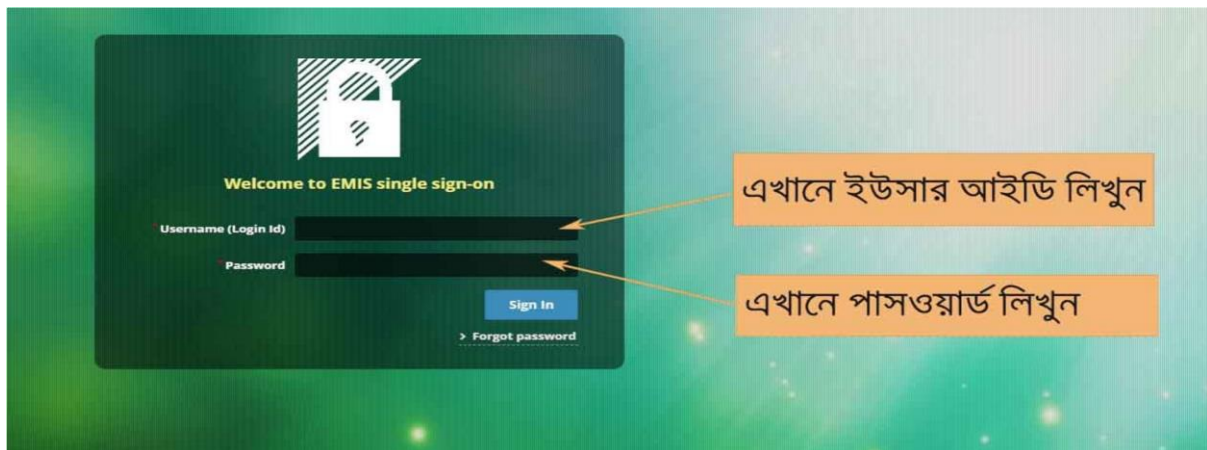 Welcome to EMIS single sign-on
* Username (Login Id)
এখানে ইউসার আইডি লিখুন
* Password
এখানে পাসওয়ার্ড লিখুন
Sign In
> Forgot password